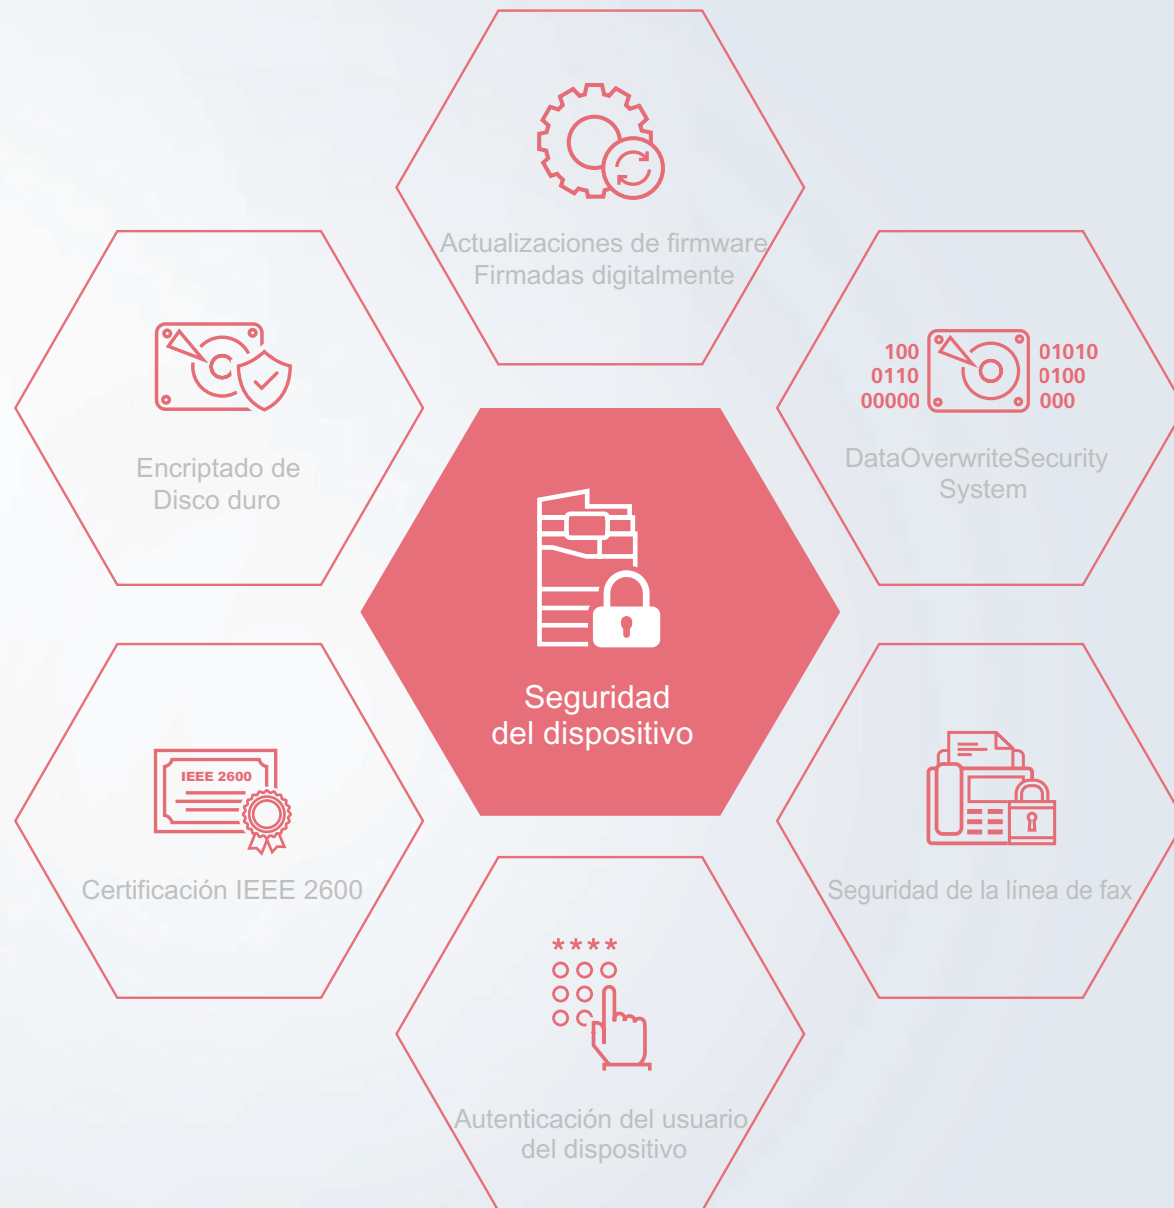 Actualizaciones de firmware
Firmadas digitalmente
Encriptado de
Disco duro
100
0110
00000
01010
0100
000
DataOverwriteSecurity
System
Seguridad
del dispositivo
IEEE 2600
Certificación IEEE 2600
Seguridad de la línea de fax
****
Autenticación del usuario
del dispositivo